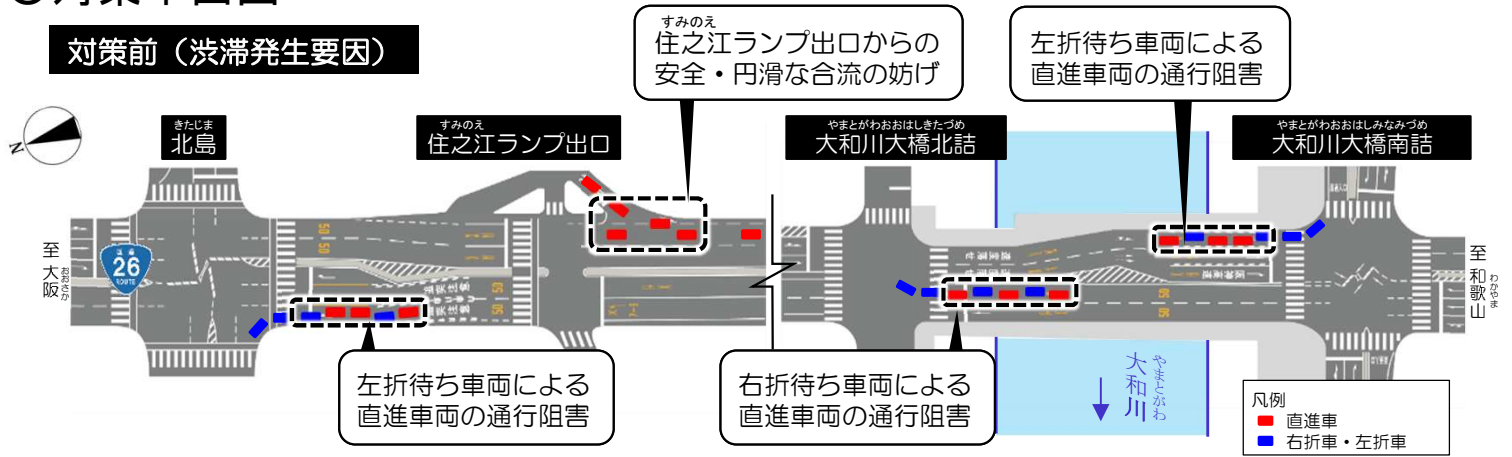 対策前（渋滞発生要因）
すみのえ
住之江ランプ出口からの
安全・円滑な合流の妨げ
左折待ち車両による
直進車両の通行阻害
N
きたじま
北島
すみのえ
住之江ランプ出口
やまとがわおおはしきたづめ
大和川大橋北詰
やまとがわおおはしみなみづめ
大和川大橋南詰
至 大阪
おおさか
国道
26
ROUTE
50
50
50
50
50
50
至 和歌山
わかやま
左折待ち車両による
直進車両の通行阻害
右折待ち車両による
直進車両の通行阻害
大和川
やまとがわ
凡例
直進車
右折車・左折車